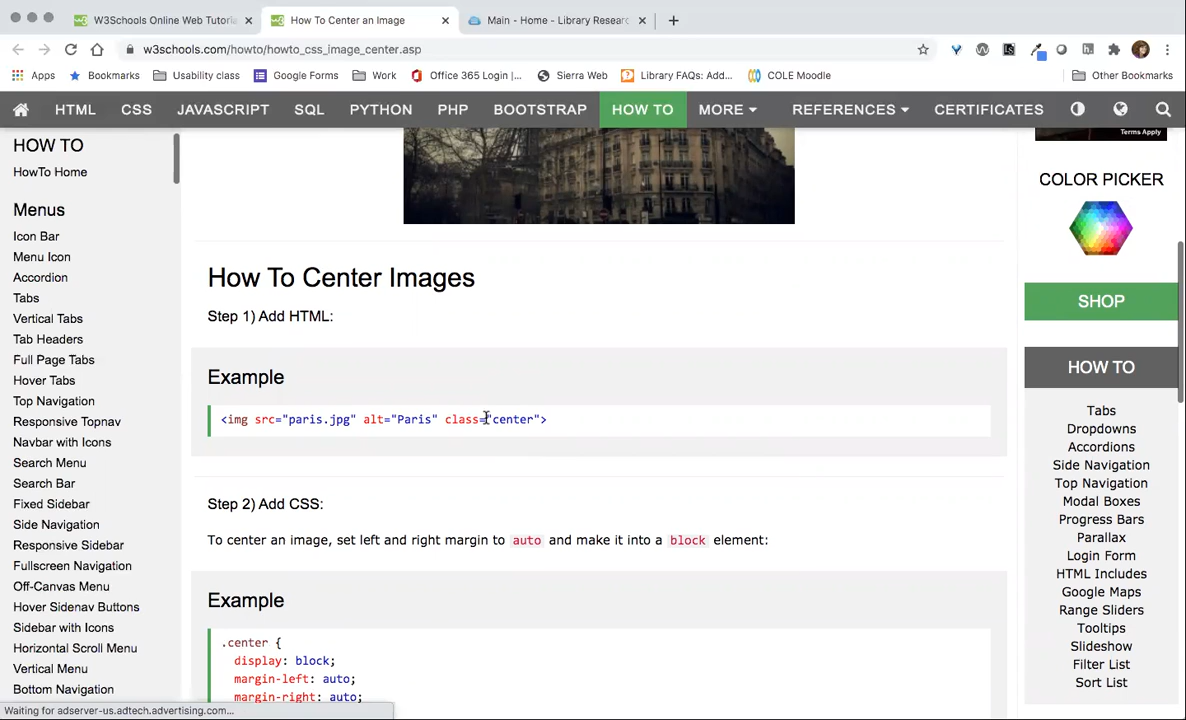 W3Schools Online Web Tutoria
How To Center an Image
Main - Home - Library Researc
w3schools.com/howto/howto_css_image_center.asp
Apps
Bookmarks
Usability class
Google Forms
Work
Office 365 Login |...
Sierra Web
Library FAQs: Add...
COLE Moodle
Other Bookmarks
HTML CSS JAVASCRIPT SQL PYTHON PHP BOOTSTRAP HOW TO MORE REFERENCES CERTIFICATES
HOW TO
HowTo Home
Menus
Icon Bar
Menu Icon
Accordion
Tabs
Vertical Tabs
Tab Headers
Full Page Tabs
Hover Tabs
Top Navigation
Responsive Topnav
Navbar with Icons
Search Menu
Search Bar
Fixed Sidebar
Side Navigation
Responsive Sidebar
Fullscreen Navigation
Off-Canvas Menu
Hover Sidenav Buttons
Sidebar with Icons
Horizontal Scroll Menu
Vertical Menu
Bottom Navigation
How To Center Images
Step 1) Add HTML:
Example
<img src="paris.jpg" alt="Paris" class="center">
Step 2) Add CSS:
To center an image, set left and right margin to auto and make it into a block element:
Example
.center {
display: block;
margin-left: auto;
margin-right: auto;
Terms Apply
COLOR PICKER
SHOP
HOW TO
Tabs
Dropdowns
Accordions
Side Navigation
Top Navigation
Modal Boxes
Progress Bars
Parallax
Login Form
HTML Includes
Google Maps
Range Sliders
Tooltips
Slideshow
Filter List
Sort List
Waiting for adserver-us.adtech.advertising.com...